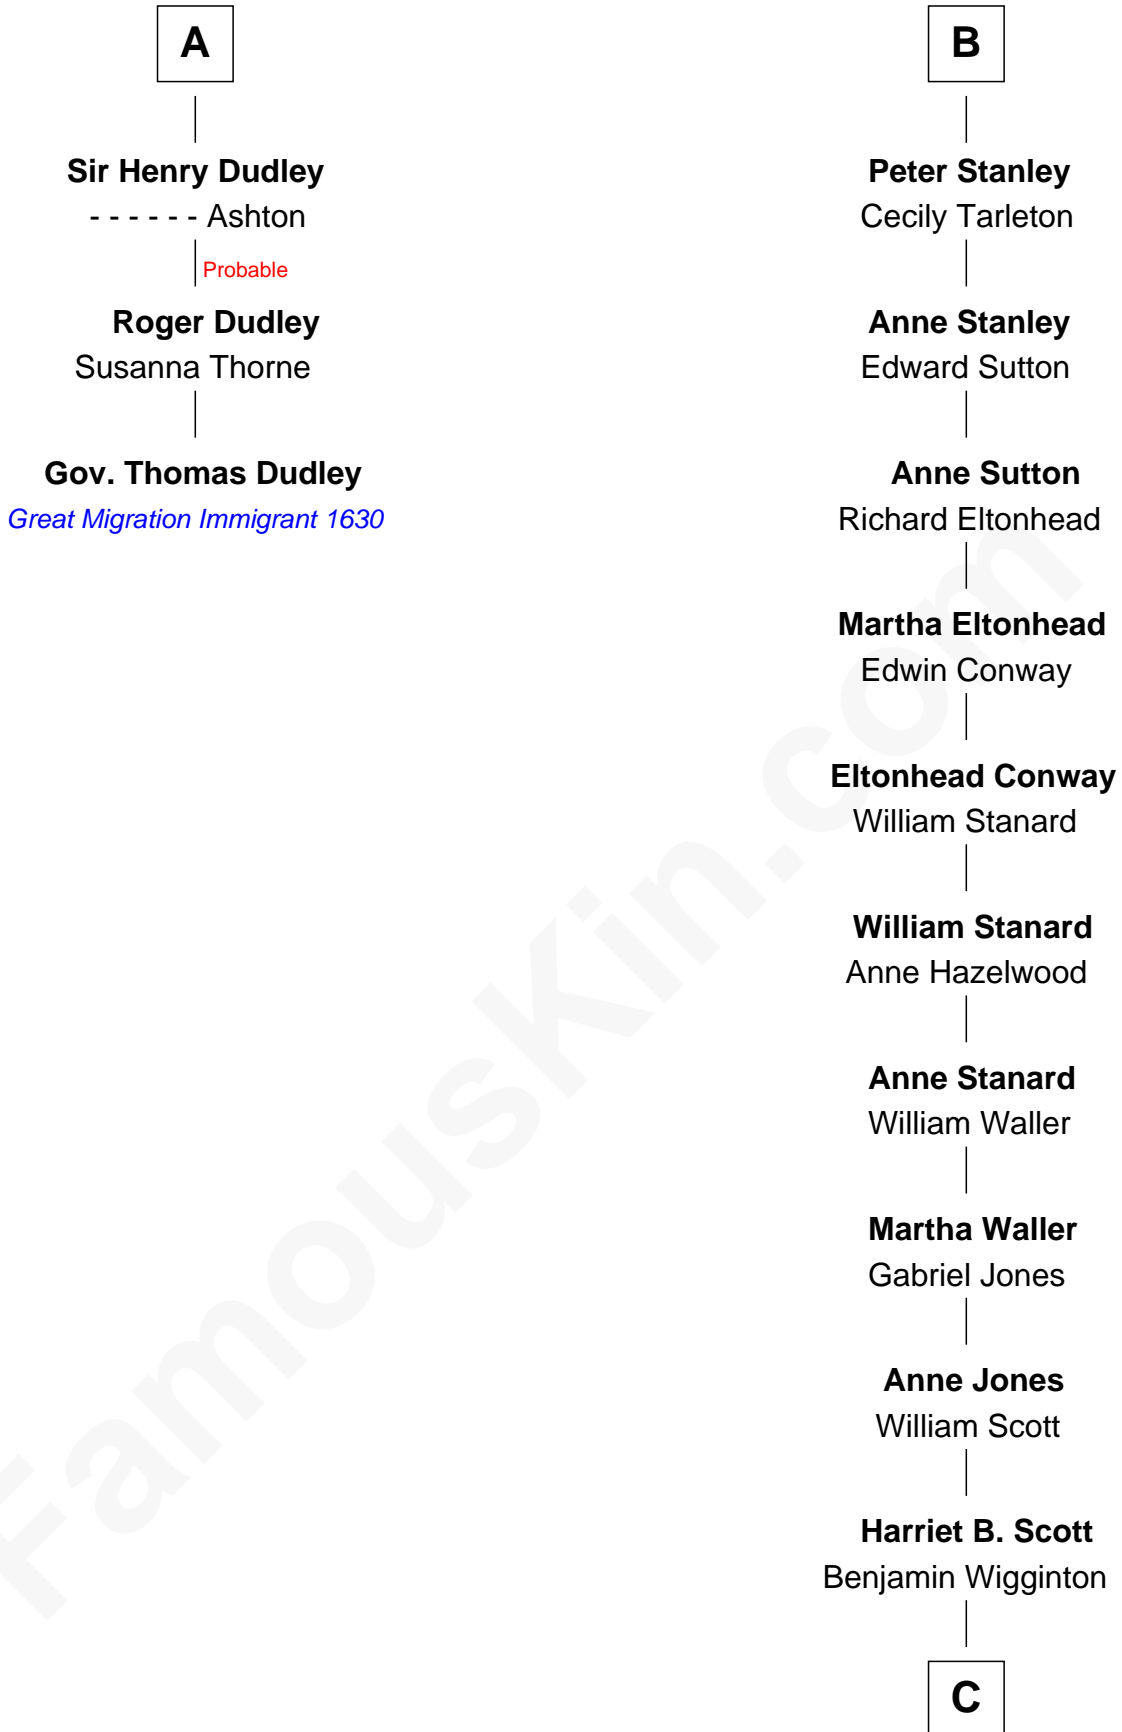 A
Sir Henry Dudley
- - - - - - Ashton
Probable
Roger Dudley
Susanna Thorne
Gov. Thomas Dudley
Great Migration Immigrant 1630
B
Peter Stanley
Cecily Tarleton
Anne Stanley
Edward Sutton
Anne Sutton
Richard Eltonhead
Martha Eltonhead
Edwin Conway
Eltonhead Conway
William Stanard
William Stanard
Anne Hazelwood
Anne Stanard
William Waller
Martha Waller
Gabriel Jones
Anne Jones
William Scott
Harriet B. Scott
Benjamin Wigginton
C
FamousKin.com